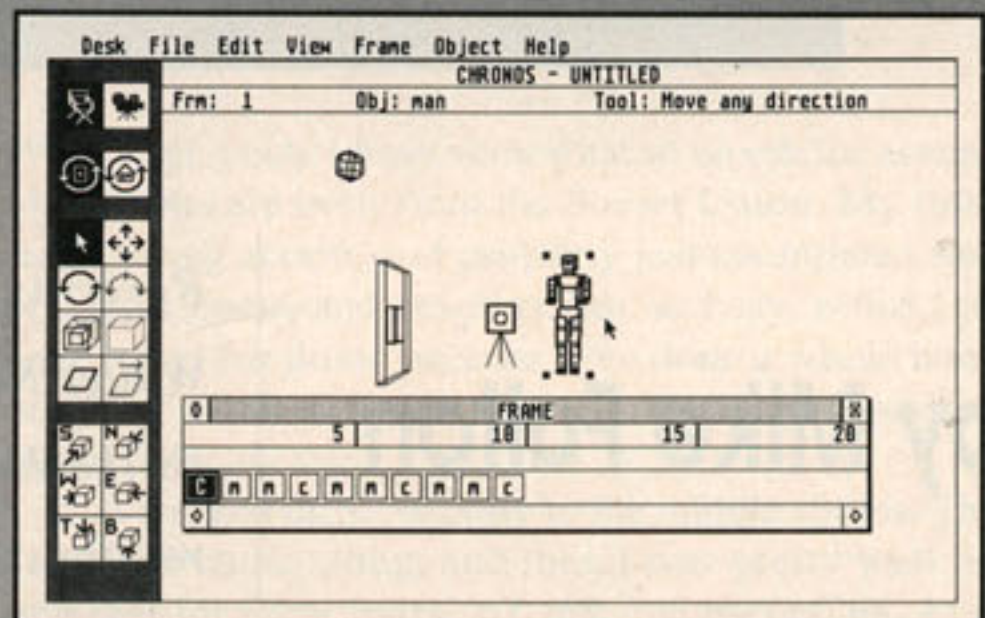 Desk File Edit View Frame Object Help
CHRONOS - UNTITLED
Frm: 1 Obj: man Tool: Move any direction
FRAME
5 10 15 20
C m m c m m c m m c
S N
W E
T B